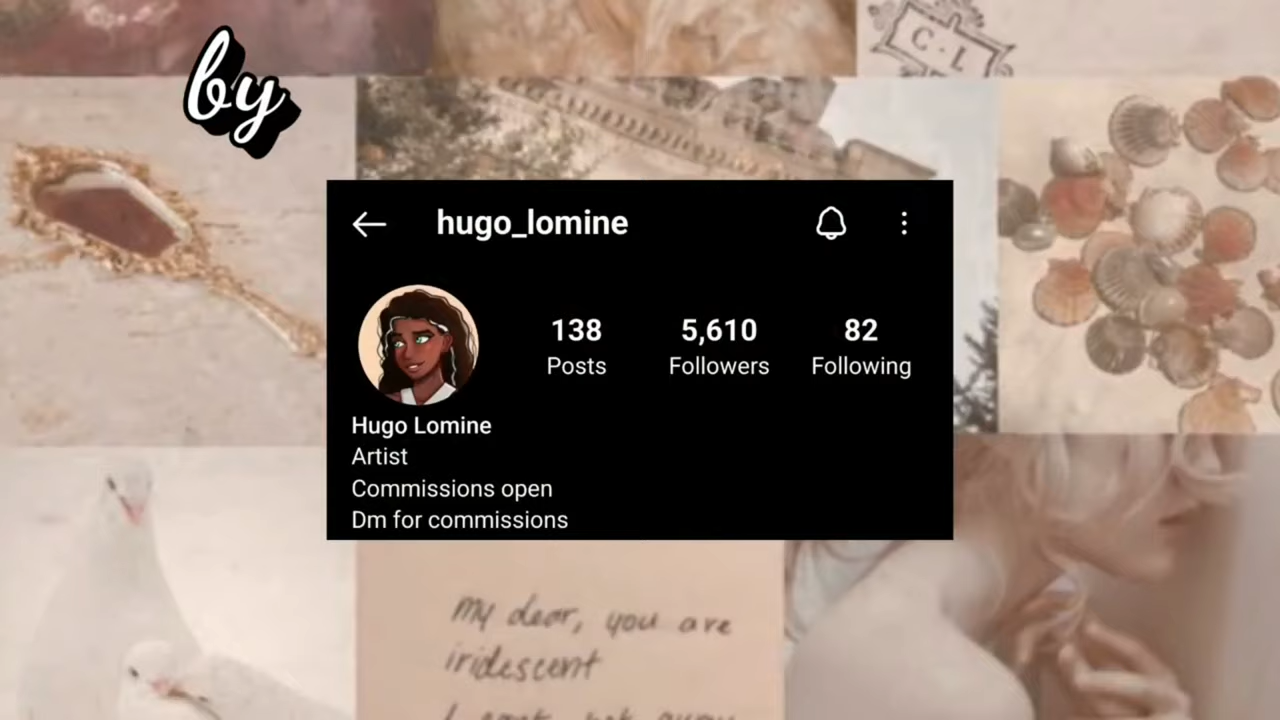 C · L
by
hugo_lomine
138
5,610
82
Posts
Followers
Following
Hugo Lomine
Artist
Commissions open
Dm for commissions
my dear, you are
iridescent